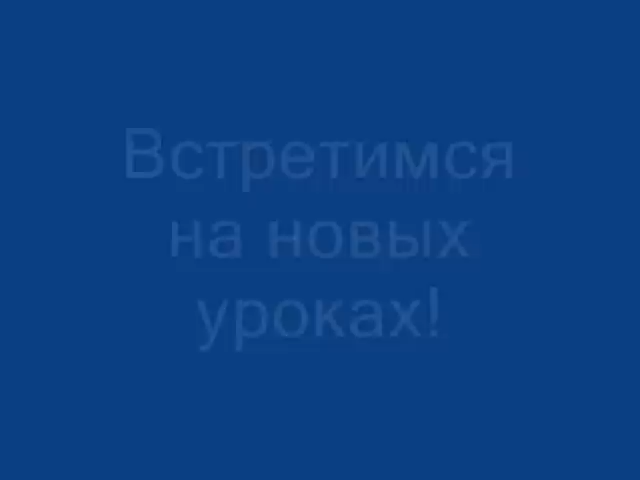 Встретимся
на новых
уроках!